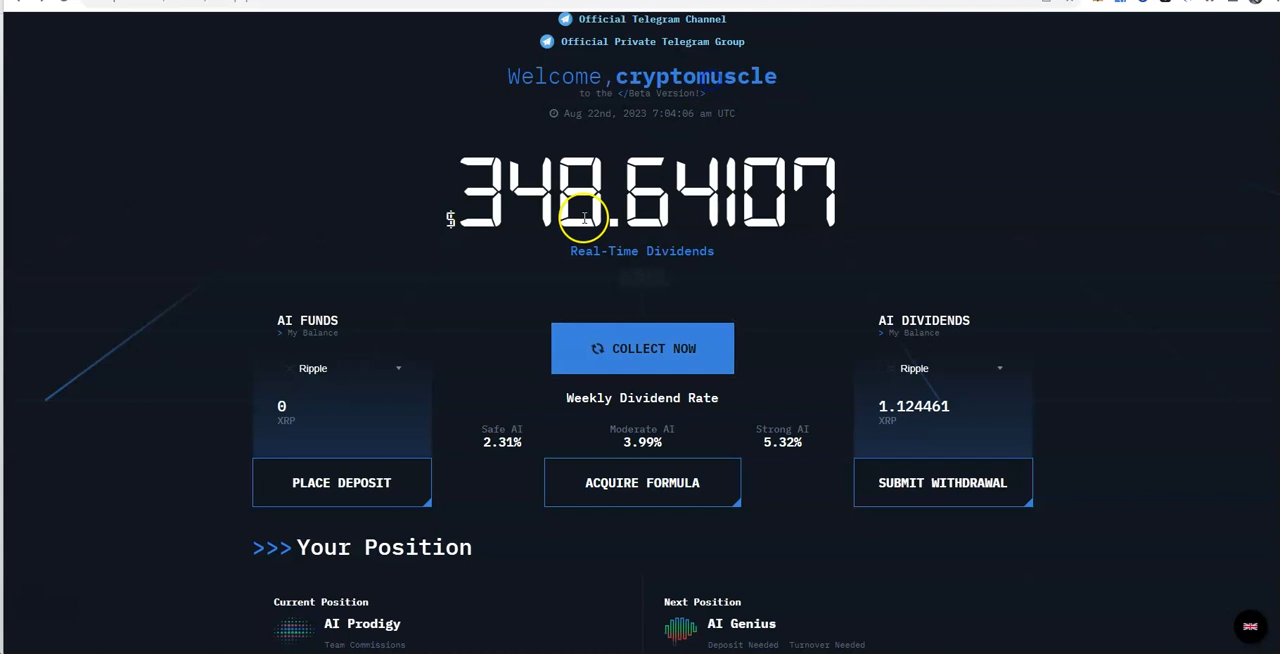 Official Telegram Channel
Official Private Telegram Group
Welcome,cryptomuscle
to the </Beta Version!>
Aug 22nd, 2023 7:04:06 am UTC
$348.64107
Real-Time Dividends
AI FUNDS
> My Balance
Ripple
0
XRP
PLACE DEPOSIT
COLLECT NOW
Weekly Dividend Rate
Safe AI Moderate AI Strong AI
2.31% 3.99% 5.32%
ACQUIRE FORMULA
AI DIVIDENDS
> My Balance
Ripple
1.124461
XRP
SUBMIT WITHDRAWAL
>>> Your Position
Current Position
AI Prodigy
Team Commissions
Next Position
AI Genius
Deposit Needed Turnover Needed